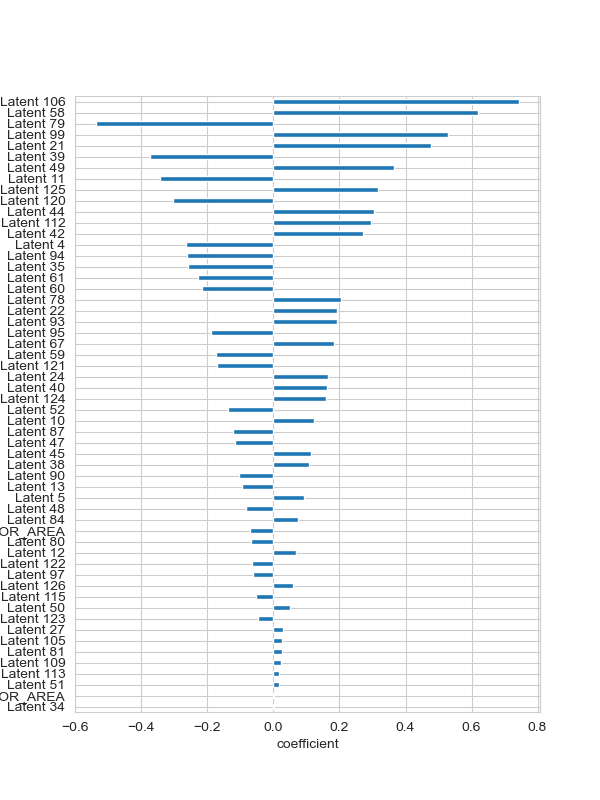 Latent 106
Latent 58
Latent 79
Latent 99
Latent 21
Latent 39
Latent 49
Latent 11
Latent 125
Latent 120
Latent 44
Latent 112
Latent 42
Latent 4
Latent 94
Latent 35
Latent 61
Latent 60
Latent 78
Latent 22
Latent 93
Latent 95
Latent 67
Latent 59
Latent 121
Latent 24
Latent 40
Latent 124
Latent 52
Latent 10
Latent 87
Latent 47
Latent 45
Latent 38
Latent 90
Latent 13
Latent 5
Latent 48
Latent 84
OR_AREA
Latent 80
Latent 12
Latent 122
Latent 97
Latent 126
Latent 115
Latent 50
Latent 123
Latent 27
Latent 105
Latent 81
Latent 109
Latent 113
Latent 51
OR_AREA
Latent 34
−0.6 −0.4 −0.2 0.0 0.2 0.4 0.6 0.8
coefficient